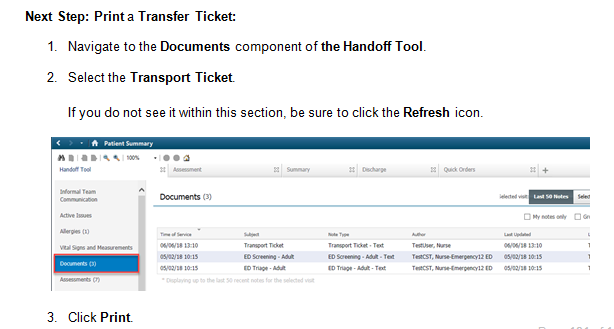 Next Step: Print a Transfer Ticket:
1. Navigate to the Documents component of the Handoff Tool.
2. Select the Transport Ticket.
If you do not see it within this section, be sure to click the Refresh icon.
Patient Summary
100%
Handoff Tool Assessment Summary Discharge Quick Orders +
Informal Team
Communication
Documents (3) Selected visit Last 50 Notes
Active Issues
My notes only
Allergies (1)
Time of Service Subject Note Type Author Last Updated
Vital Signs and Measurements
06/06/18 13:10 Transport Ticket Transport Ticket - Text TestUser, Nurse 06/06/18 13:10
Documents (3)
05/02/18 10:15 ED Screening - Adult ED Screening - Adult - Text TestCST, Nurse-Emergency12 ED 05/02/18 10:15
05/02/18 10:15 ED Triage - Adult ED Triage - Adult - Text TestCST, Nurse-Emergency12 ED 05/02/18 10:15
Assessments (7)
* Displaying up to the last 50 recent notes for the selected visit
3. Click Print.